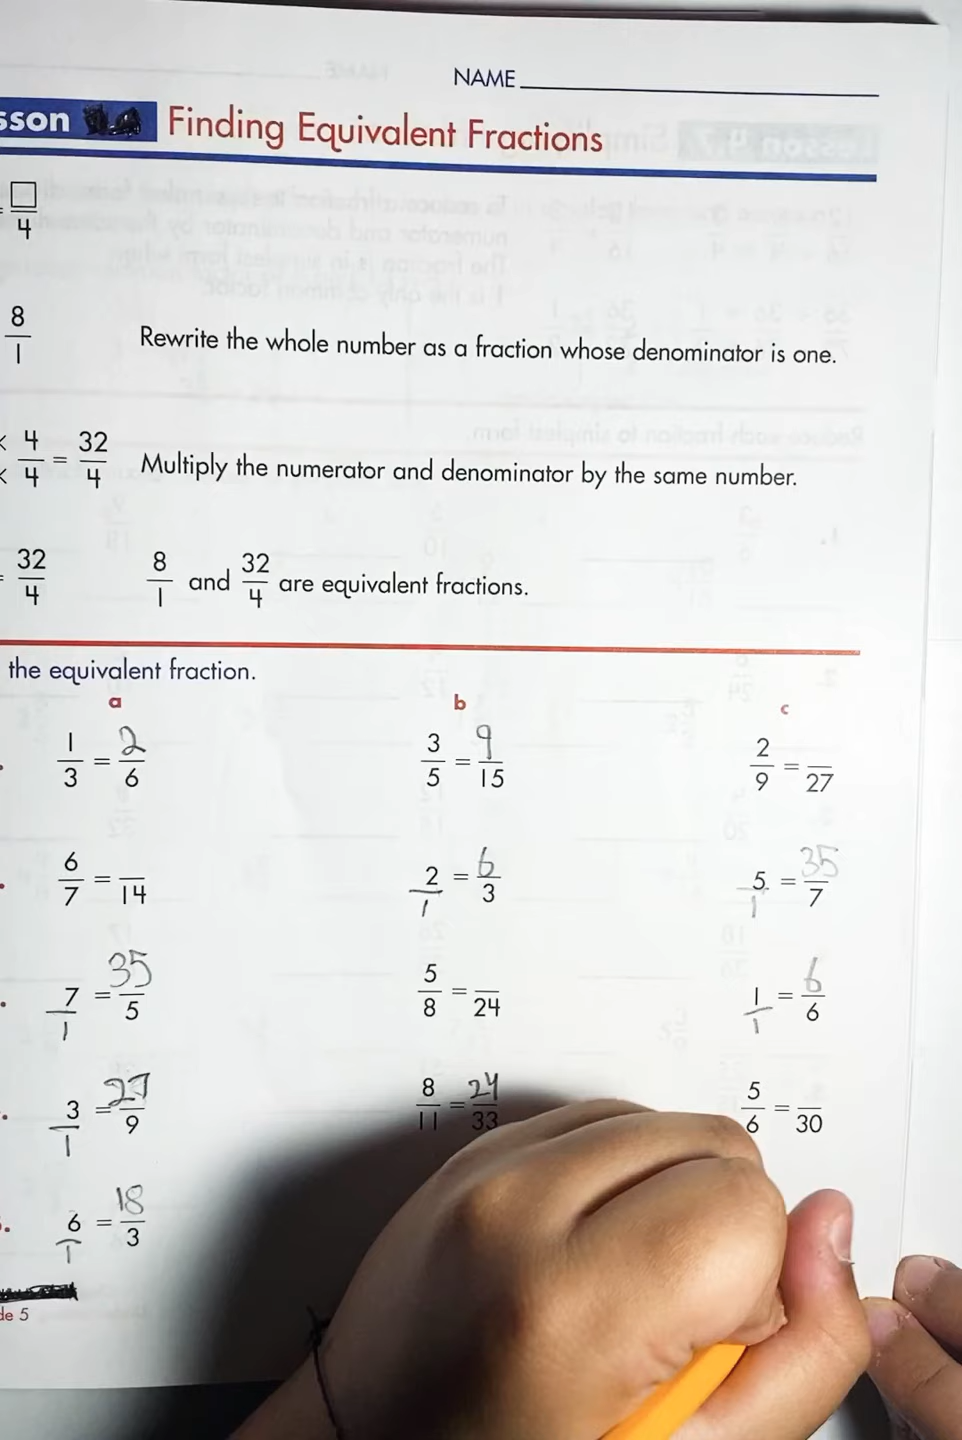 NAME
sson Finding Equivalent Fractions
= □/4
8/1 Rewrite the whole number as a fraction whose denominator is one.
× 4/× 4 = 32/4 Multiply the numerator and denominator by the same number.
= 32/4 8/1 and 32/4 are equivalent fractions.
the equivalent fraction.
a b c
1/3 = 2/6 3/5 = 9/15 2/9 = /27
6/7 = /14 2/1 = 6/3 5/1 = 35/7
7/1 = 35/5 5/8 = /24 1/1 = 6/6
3/1 = 27/9 8/11 = 24/33 5/6 = /30
6/1 = 18/3
de 5